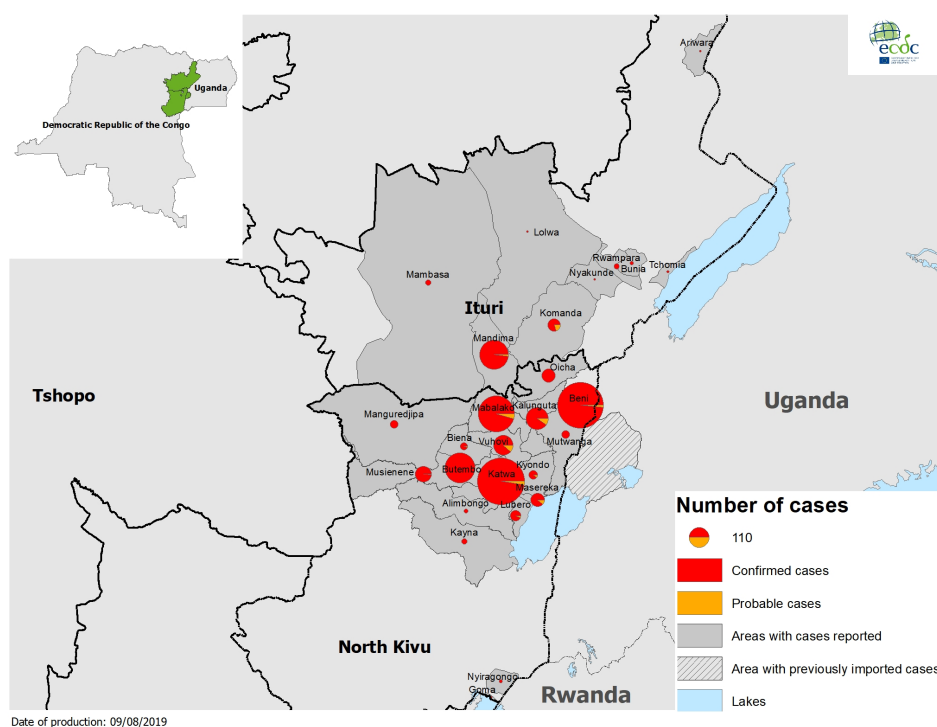 Ariwara
ecdc
Uganda
Democratic Republic of the Congo
Lolwa
Rwampara
Bunia
Tchomia
Nyakunde
Mambasa
Ituri
Komanda
Mandima
Oicha
Tshopo
Beni
Uganda
Mabalako
Kalunguta
Manguredjipa
Biena
Vuhovi
Mutwanga
Musienene
Butembo
Katwa
Kyondo
Masereka
Alimbongo
Lubero
Kayna
Number of cases
110
Confirmed cases
Probable cases
Areas with cases reported
Area with previously imported cases
Lakes
North Kivu
Nyiragongo
Goma
Rwanda
Date of production: 09/08/2019